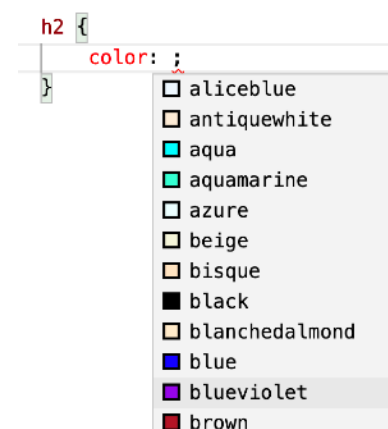 h2 {
color: ;
}
aliceblue
antiquewhite
aqua
aquamarine
azure
beige
bisque
black
blanchedalmond
blue
blueviolet
brown